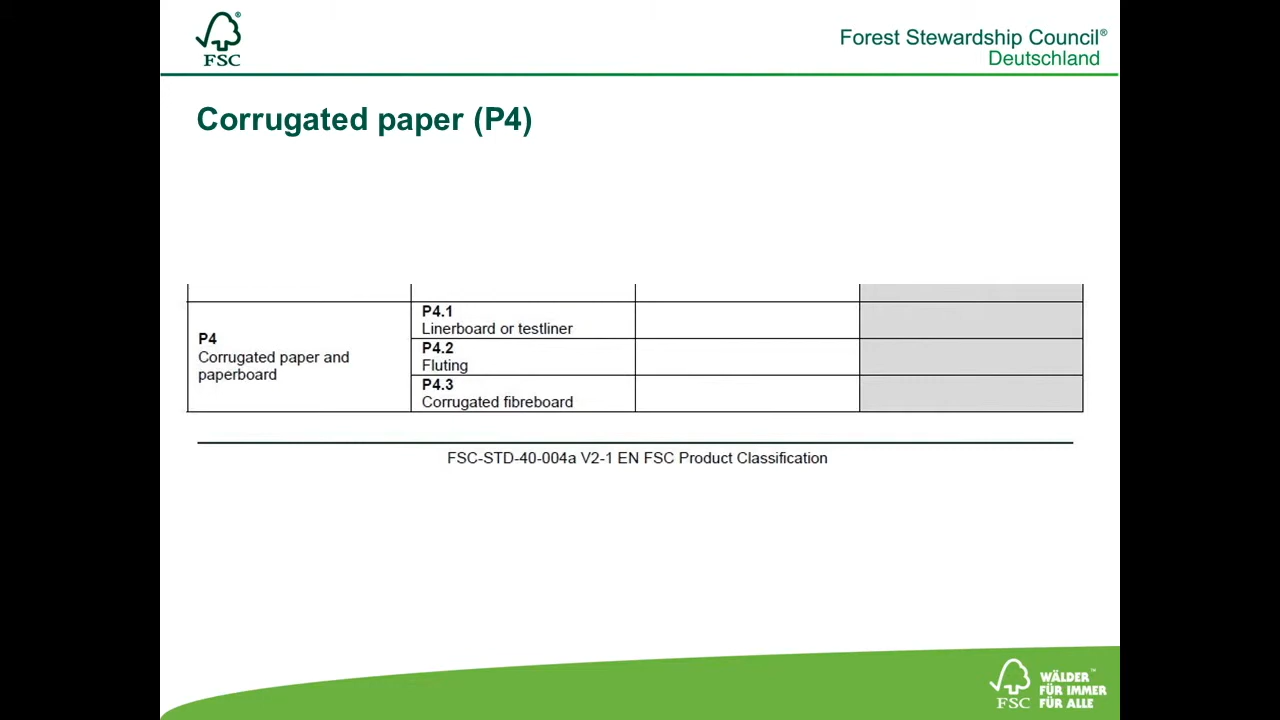 FSC®
Forest Stewardship Council®
Deutschland
Corrugated paper (P4)
P4
Corrugated paper and
paperboard
P4.1
Linerboard or testliner
P4.2
Fluting
P4.3
Corrugated fibreboard
FSC-STD-40-004a V2-1 EN FSC Product Classification
FSC
WÄLDER™
FÜR IMMER
FÜR ALLE